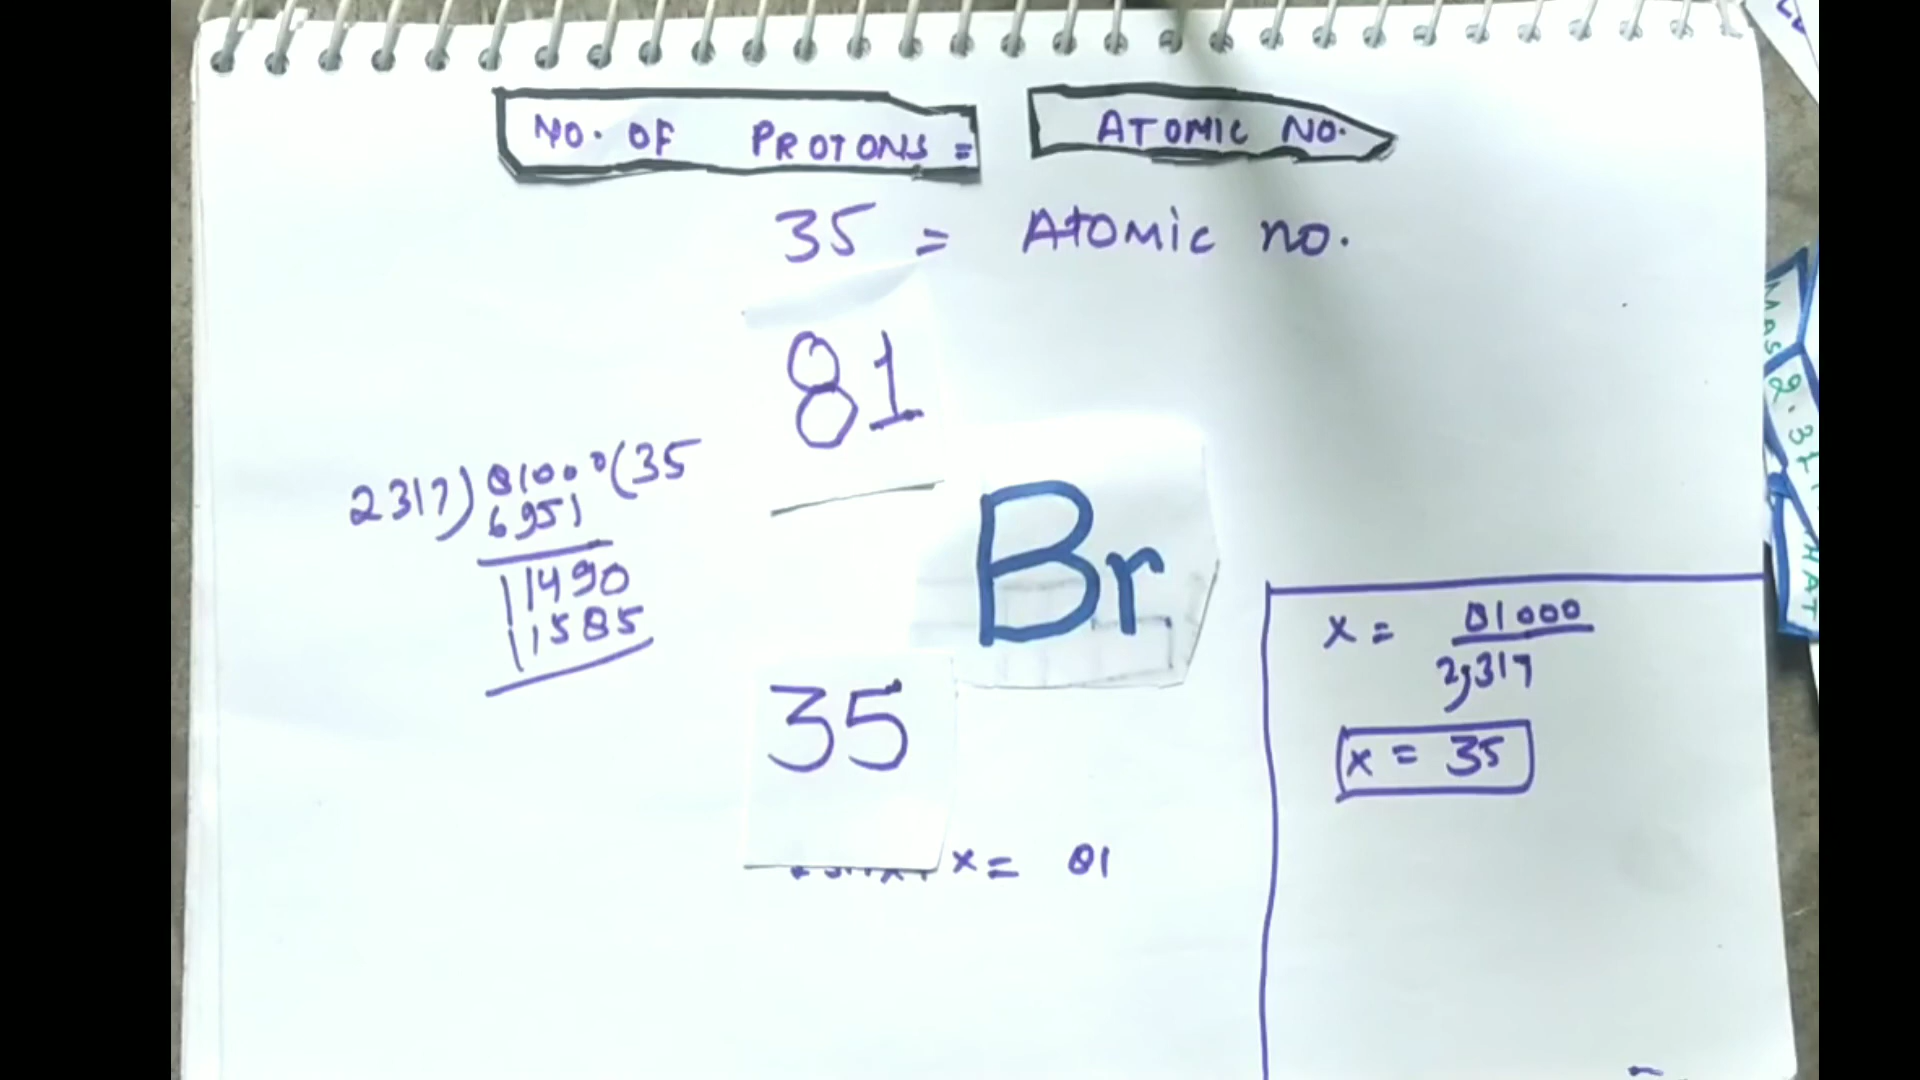 NO. OF PROTONS =
ATOMIC NO.
35 = Atomic no.
81
2317) 81000 (35
6951
11490
11585
Br
35
x = 81
x = 81000
2,317
x = 35